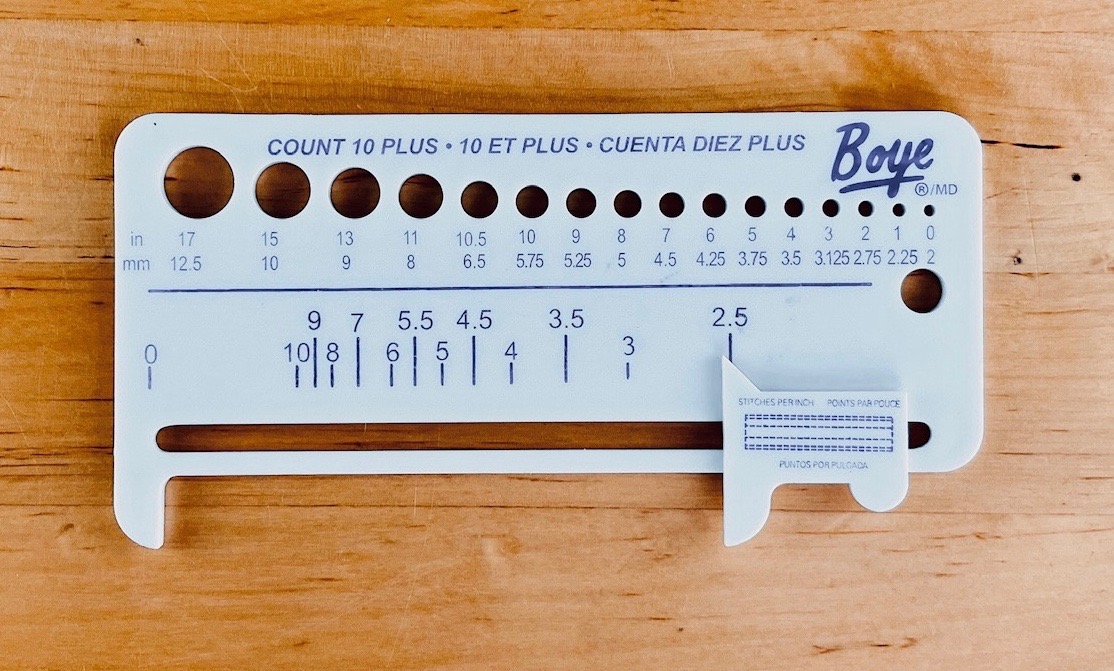 COUNT 10 PLUS • 10 ET PLUS • CUENTA DIEZ PLUS
Boye
®/MD
in 17 15 13 11 10.5 10 9 8 7 6 5 4 3 2 1 0
mm 12.5 10 9 8 6.5 5.75 5.25 5 4.5 4.25 3.75 3.5 3.125 2.75 2.25 2
9 7 5.5 4.5 3.5 2.5
0 10 8 6 5 4 3
STITCHES PER INCH POINTS PAR POUCE
PUNTOS POR PULGADA